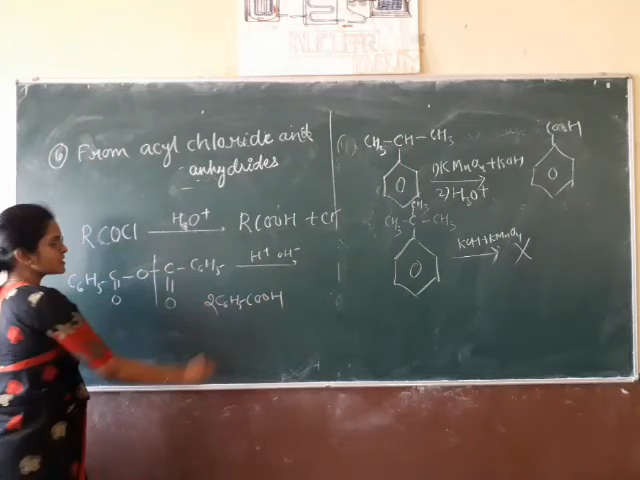 NUCLEAR
⑥ From acyl chloride and
anhydrides
RCOCl H₃O⁺ → RCOOH + Cl⁻
C₆H₅-C-O-C-C₆H₅ H⁺ OH⁻ →
O O 2C₆H₅COOH
CH₃-CH-CH₃ COOH
1) KMnO₄+KOH →
2) H₃O⁺
CH₃
CH₃-C-CH₃
KOH+KMnO₄ → X